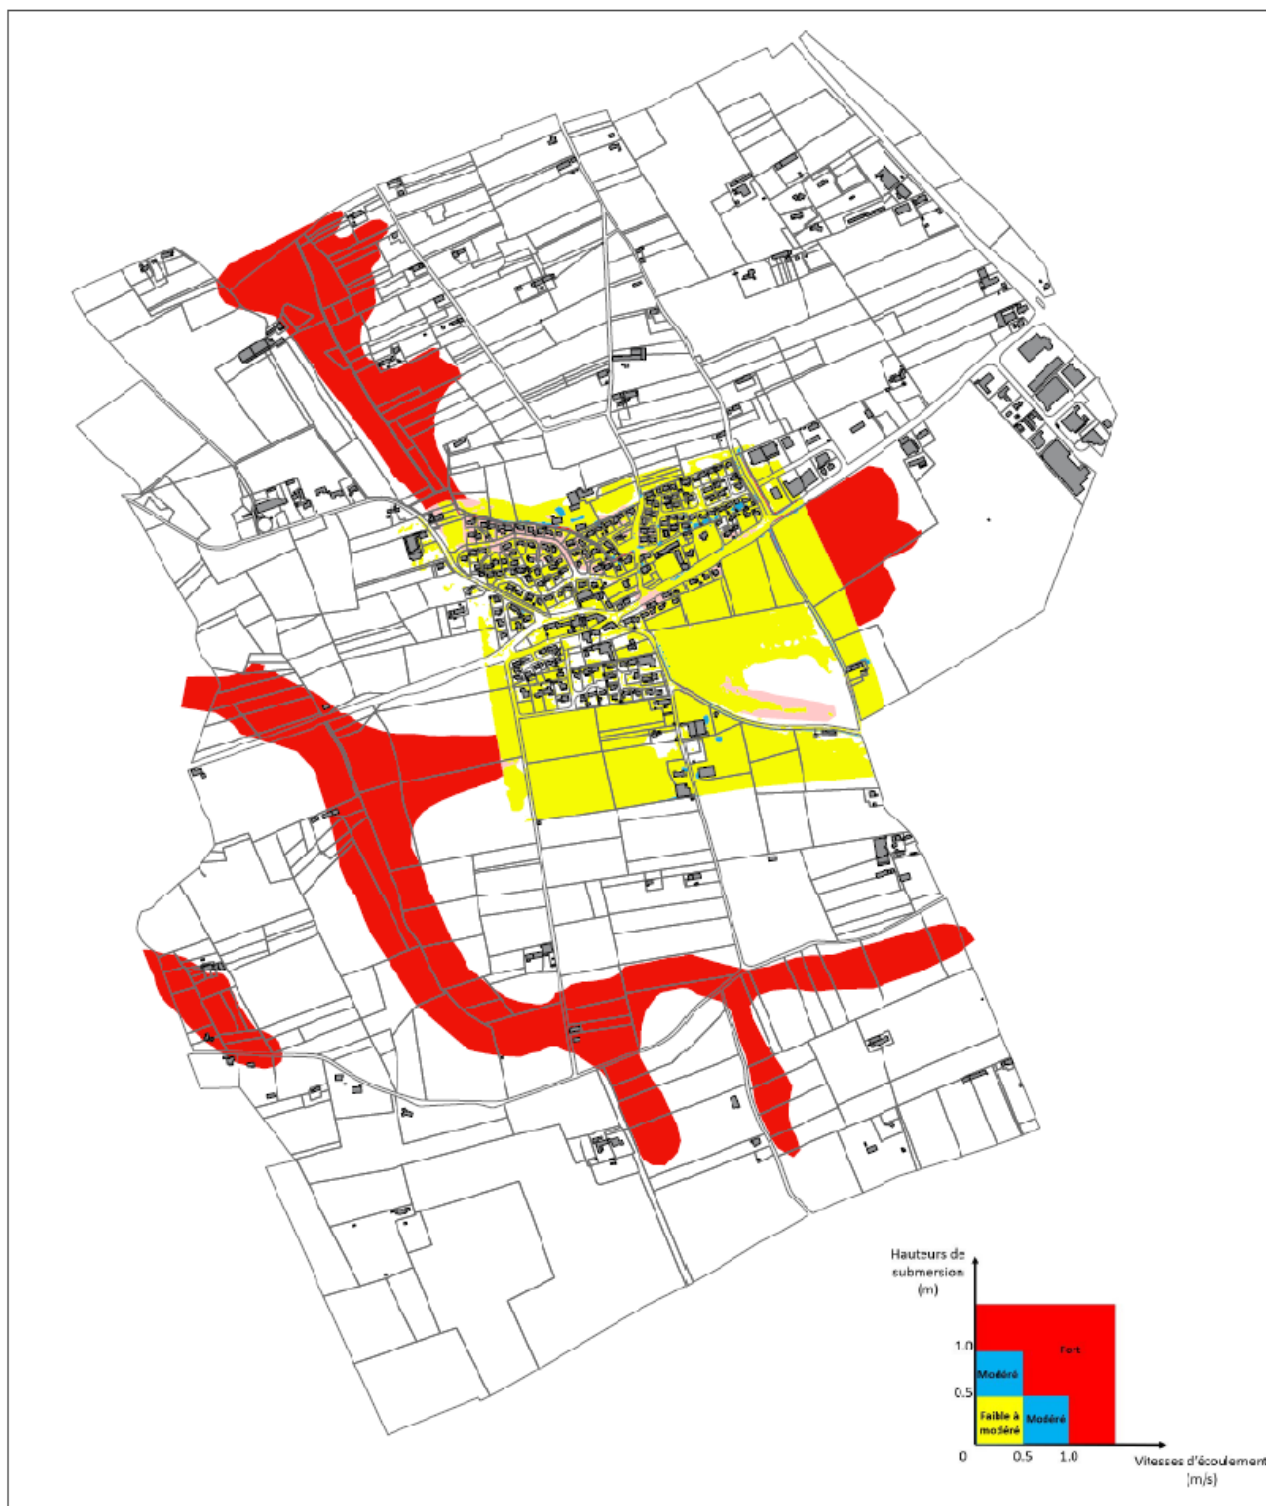 Hauteurs de
submersion
(m)
1.0
Fort
Modéré
0.5
Faible à
modéré
Modéré
0
0.5
1.0
Vitesses d'écoulement
(m/s)